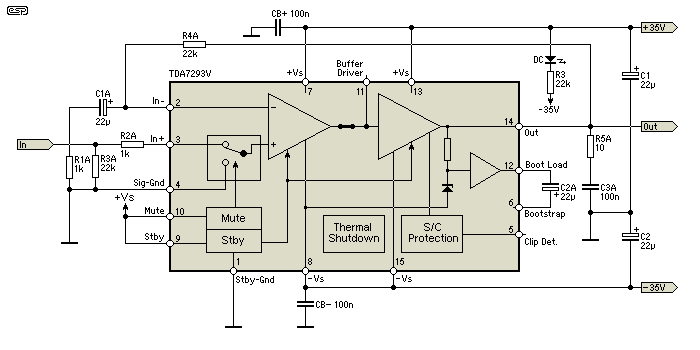 esp
CB+ 100n
+35V
R4A
22k
TDA7293V
+Vs
7
Buffer
Driver
11
+Vs
13
DC
R3
22k
-35V
C1
22µ
C1A
22µ
In-
2
In
R2A
1k
In+
3
14
Out
Out
R5A
10
R1A
1k
R3A
22k
Sig-Gnd
4
12
Boot Load
C2A
22µ
C3A
100n
+Vs
Mute
10
Mute
Stby
9
Stby
Thermal
Shutdown
S/C
Protection
6
Bootstrap
5
Clip Det.
C2
22µ
1
Stby-Gnd
8
-Vs
15
-Vs
-35V
CB- 100n